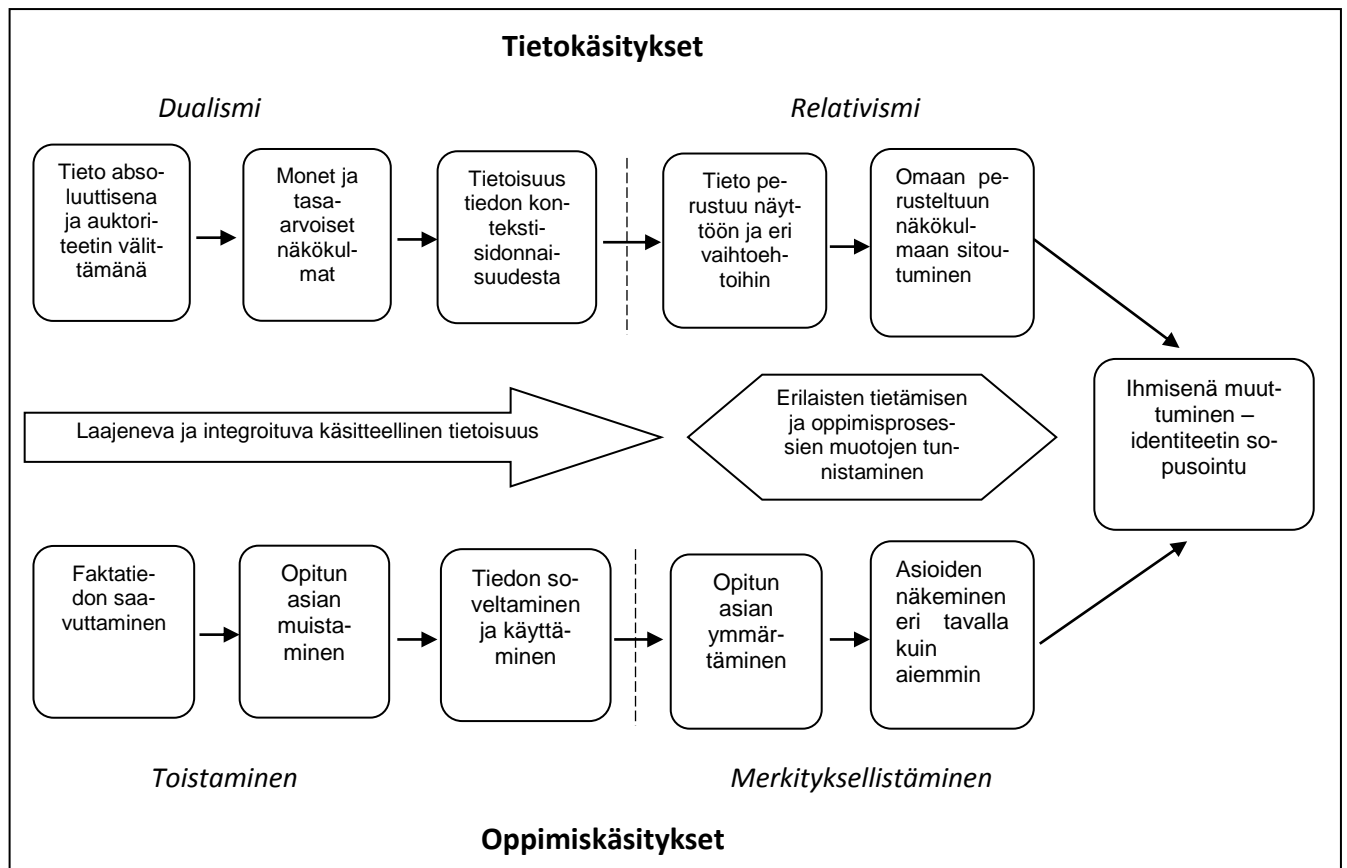 Tietokäsitykset
Dualismi
Relativismi
Tieto abso-
luuttisena
ja auktori-
teetin välit-
tämänä
Monet ja
tasa-
arvoiset
näkökul-
mat
Tietoisuus
tiedon kon-
teksti-
sidonnai-
suudesta
Tieto pe-
rustuu näyt-
töön ja eri
vaihtoeh-
toihin
Omaan pe-
rusteltuun
näkökul-
maan sitou-
tuminen
Laajeneva ja integroituva käsitteellinen tietoisuus
Erilaisten tietämisen
ja oppimisproses-
sien muotojen tun-
nistaminen
Ihmisenä muut-
tuminen –
identiteetin so-
pusointu
Faktatie-
don saa-
vuttaminen
Opitun
asian
muista-
minen
Tiedon so-
veltaminen
ja käyttä-
minen
Opitun
asian
ymmär-
täminen
Asioiden
näkeminen
eri tavalla
kuin
aiemmin
Toistaminen
Merkityksellistäminen
Oppimiskäsitykset